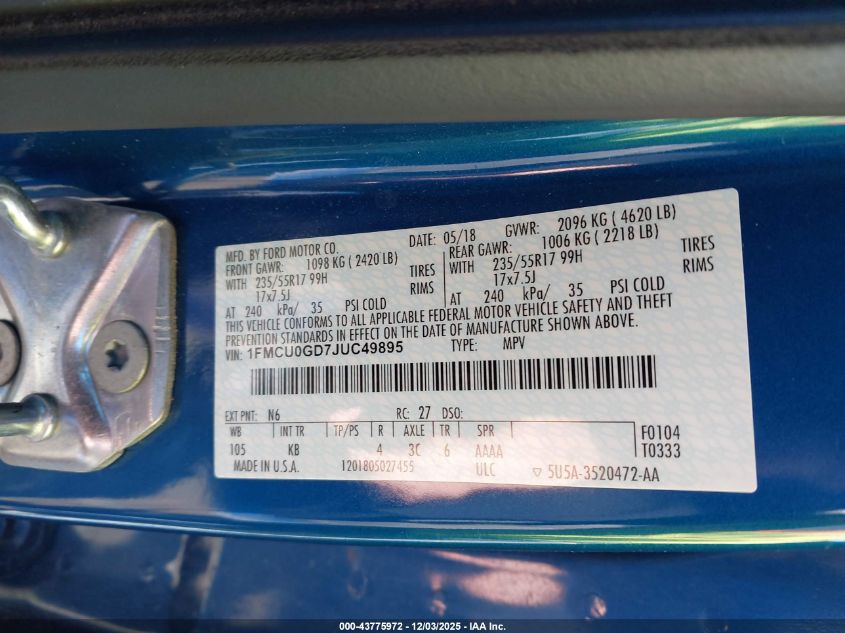 MFD. BY FORD MOTOR CO. DATE: 05/18 GVWR: 2096 KG ( 4620 LB)
FRONT GAWR: 1098 KG ( 2420 LB) REAR GAWR: 1006 KG ( 2218 LB)
WITH 235/55R17 99H TIRES WITH 235/55R17 99H TIRES
17x7.5J RIMS 17x7.5J RIMS
AT 240 kPa/ 35 PSI COLD AT 240 kPa/ 35 PSI COLD
THIS VEHICLE CONFORMS TO ALL APPLICABLE FEDERAL MOTOR VEHICLE SAFETY AND THEFT
PREVENTION STANDARDS IN EFFECT ON THE DATE OF MANUFACTURE SHOWN ABOVE.
VIN: 1FMCU0GD7JUC49895 TYPE: MPV
EXT PNT: N6 RC: 27 DSO:
WB INT TR TP/PS R AXLE TR SPR F0104
105 KB 4 3C 6 AAAA T0333
MADE IN U.S.A. 1201805027455 ULC ▽ 5U5A-3520472-AA
000-43775972 - 12/03/2025 - IAA Inc.